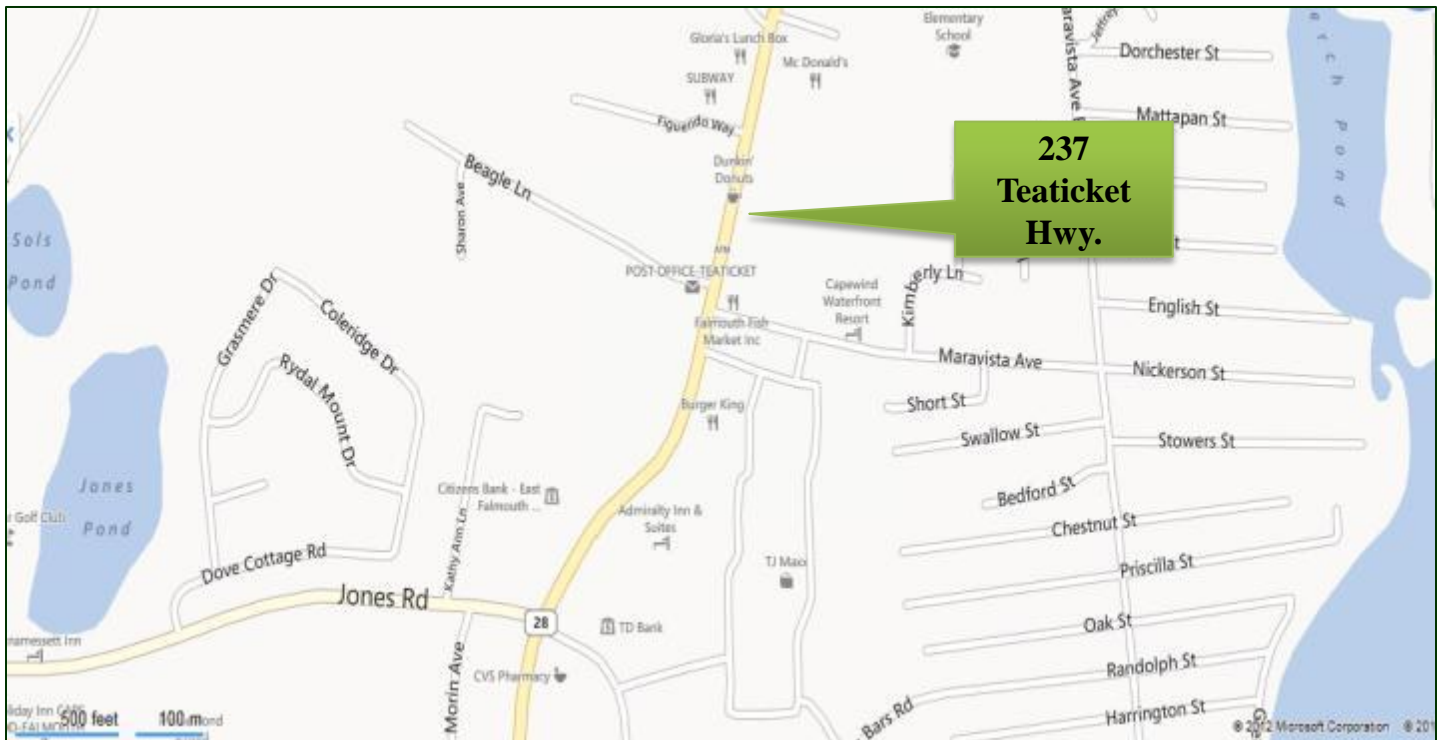 Elementary
School
Gloria's Lunch Box
Mc Donald's
SUBWAY
Figuerido Way
Dunkin'
Donuts
Beagle Ln
Sharon Ave
Dorchester St
Mattapan St
237
Teaticket
Hwy.
Sols
Pond
ATM
POST-OFFICE-TEATICKET
Falmouth Fish
Market Inc
Capewind
Waterfront
Resort
Kimberly Ln
English St
Grasmere Dr
Coleridge Dr
Rydal Mount Dr
Maravista Ave
Nickerson St
Short St
Burger King
Swallow St
Stowers St
Jones
Pond
Golf Club
Citizens Bank - East
Falmouth ...
Bedford St
Admiralty Inn &
Suites
Chestnut St
Kathy Ann Ln
TJ Maxx
Priscilla St
Dove Cottage Rd
Jones Rd
28
TD Bank
Oak St
Inn
CVS Pharmacy
Morin Ave
Randolph St
Bars Rd
Harrington St
500 feet
100 m
© 2012 Microsoft Corporation